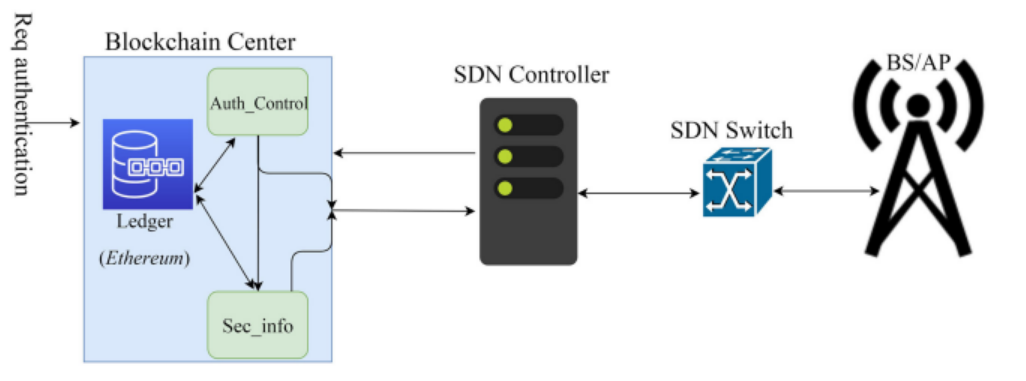 Req authentication
Blockchain Center
Auth_Control
Ledger
(Ethereum)
Sec_info
SDN Controller
SDN Switch
BS/AP